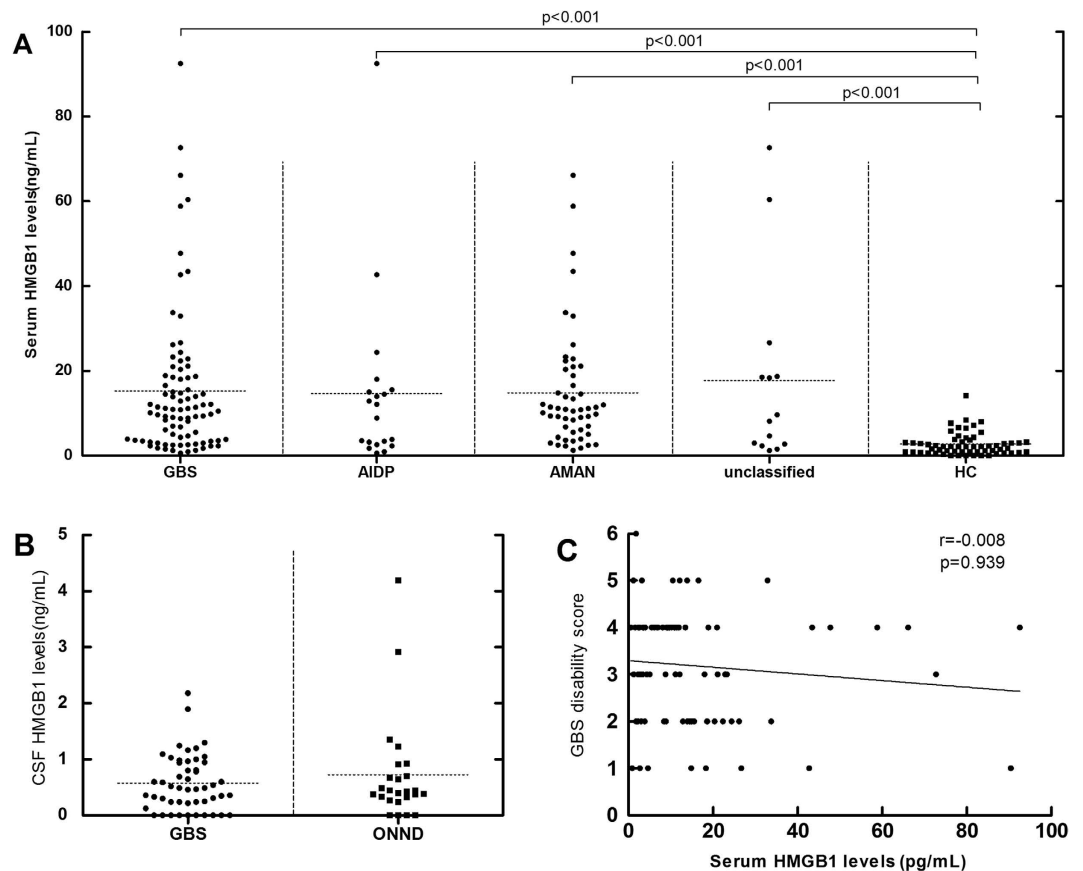 A
p<0.001
p<0.001
p<0.001
p<0.001
Serum HMGB1 levels(ng/mL)
100
80
60
40
20
0
GBS AIDP AMAN unclassified HC
B
CSF HMGB1 levels(ng/mL)
5
4
3
2
1
0
GBS ONND
C
r=-0.008
p=0.939
GBS disability score
6
5
4
3
2
1
0
0 20 40 60 80 100
Serum HMGB1 levels (pg/mL)